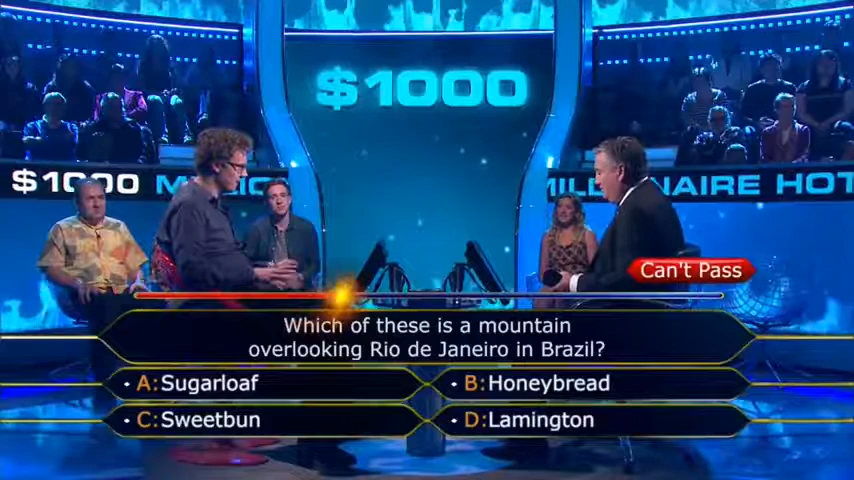 $1000
$1000
MILLIONAIRE HOT
Can't Pass
Which of these is a mountain
overlooking Rio de Janeiro in Brazil?
A: Sugarloaf
B: Honeybread
C: Sweetbun
D: Lamington